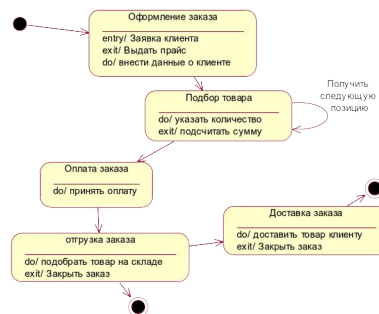 Оформление заказа
entry/ Заявка клиента
exit/ Выдать прайс
do/ внести данные о клиенте
Подбор товара
do/ указать количество
exit/ подсчитать сумму
Получить
следующую
позицию
Оплата заказа
do/ принять оплату
Доставка заказа
do/ доставить товар клиенту
exit/ Закрыть заказ
отгрузка заказа
do/ подобрать товар на складе
exit/ Закрыть заказ